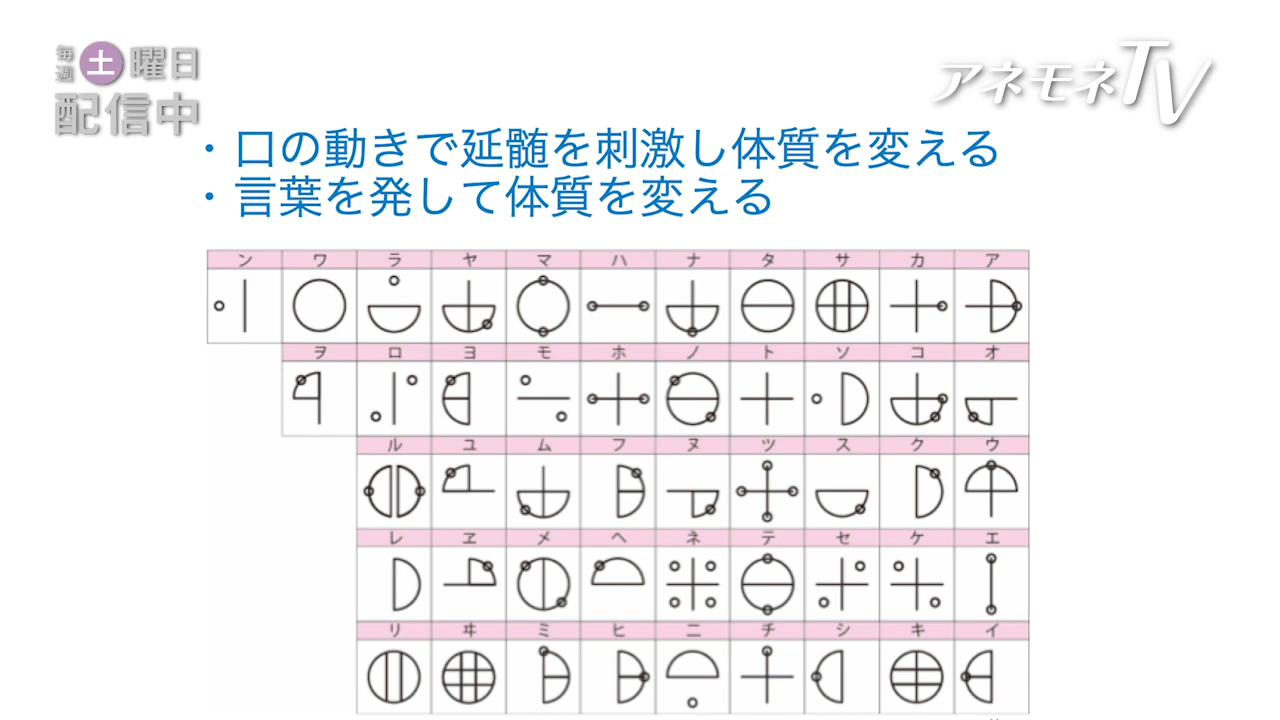 毎週土曜日
配信中
アネモネTV
・口の動きで延髄を刺激し体質を変える
・言葉を発して体質を変える
ン ワ ラ ヤ マ ハ ナ タ サ カ ア
ヲ ロ ヨ モ ホ ノ ト ソ コ オ
ル ユ ム フ ヌ ツ ス ク ウ
レ ヱ メ ヘ ネ テ セ ケ エ
リ ヰ ミ ヒ ニ チ シ キ イ